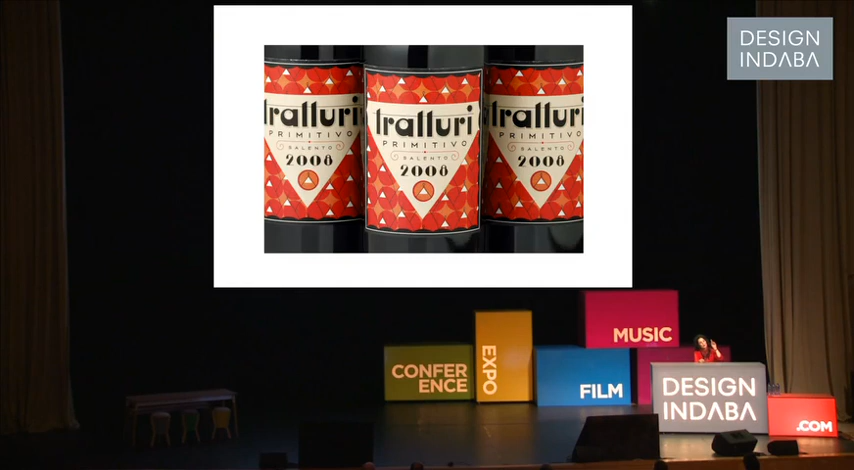 DESIGN
INDABA
tralluri
PRIMITIVO
SALENTO
2008
tralluri
PRIMITIVO
SALENTO
2008
tralluri
PRIMITIVO
SALENTO
2008
MUSIC
CONFER
ENCE
EXPO
FILM
DESIGN
INDABA
.COM